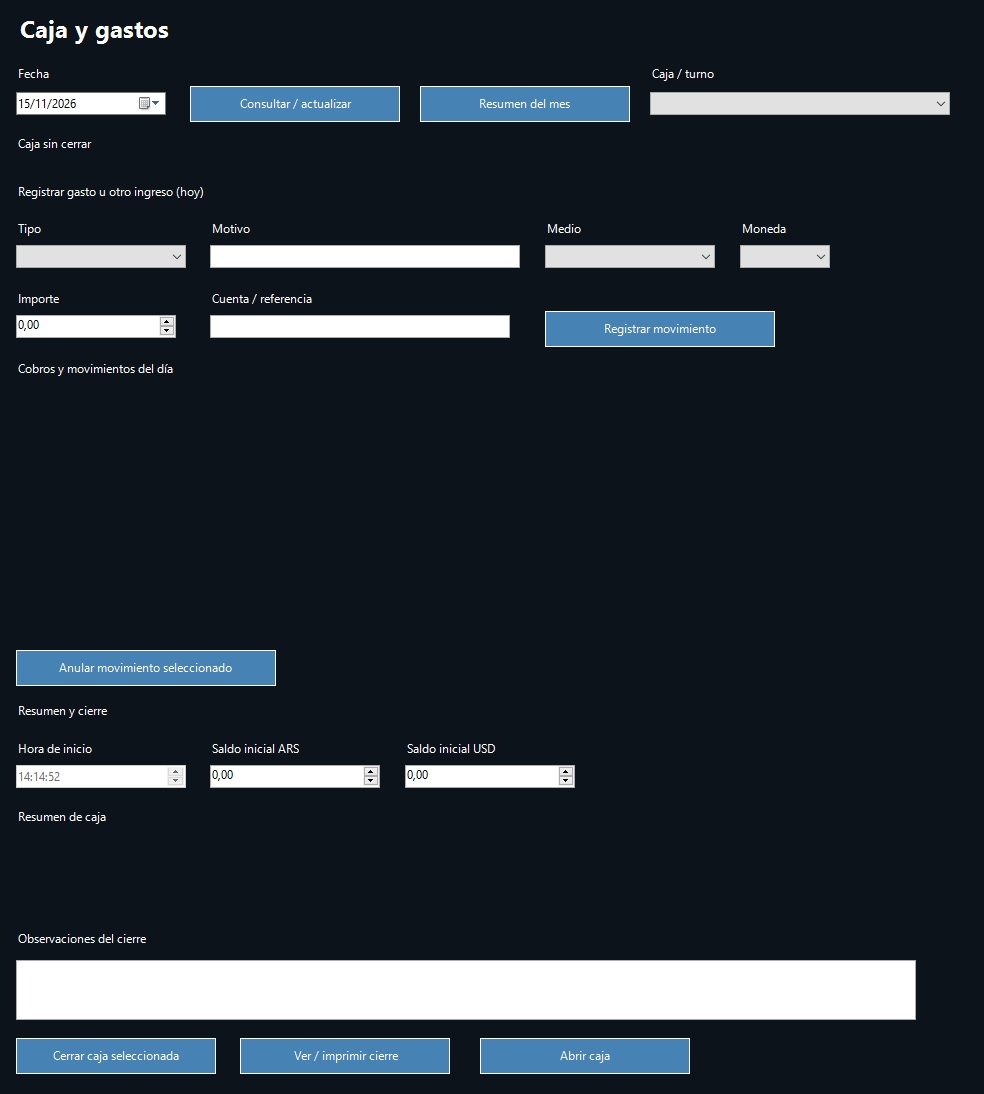 Caja y gastos
Fecha
Caja / turno
15/11/2026
Consultar / actualizar
Resumen del mes
Caja sin cerrar
Registrar gasto u otro ingreso (hoy)
Tipo
Motivo
Medio
Moneda
Importe
Cuenta / referencia
0,00
Registrar movimiento
Cobros y movimientos del día
Anular movimiento seleccionado
Resumen y cierre
Hora de inicio
Saldo inicial ARS
Saldo inicial USD
14:14:52
0,00
0,00
Resumen de caja
Observaciones del cierre
Cerrar caja seleccionada
Ver / imprimir cierre
Abrir caja